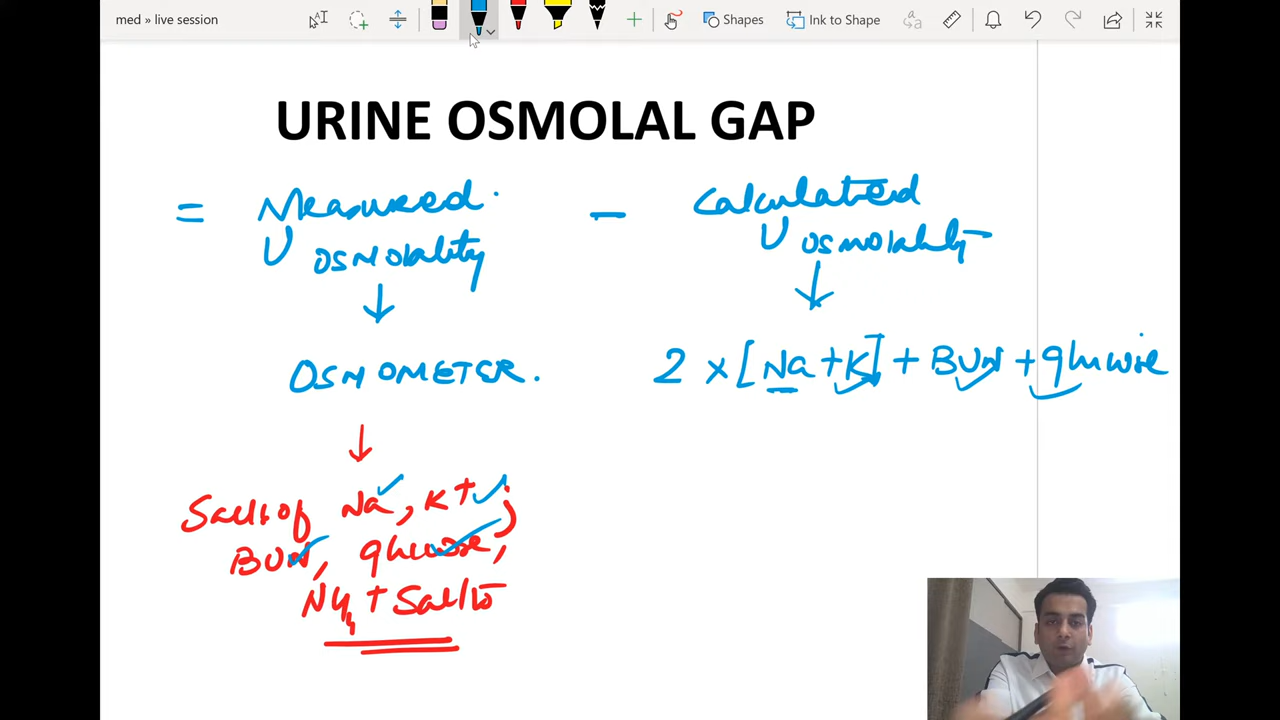 med » live session
Shapes
Ink to Shape
URINE OSMOLAL GAP
= Measured - Calculated
U osmolality U osmolality
↓ ↓
OSMOMETER. 2 × [Na + K] + BUN + glucose
↓
Salts of Na, K+;
BUN, glucose,
NH4+ Salts